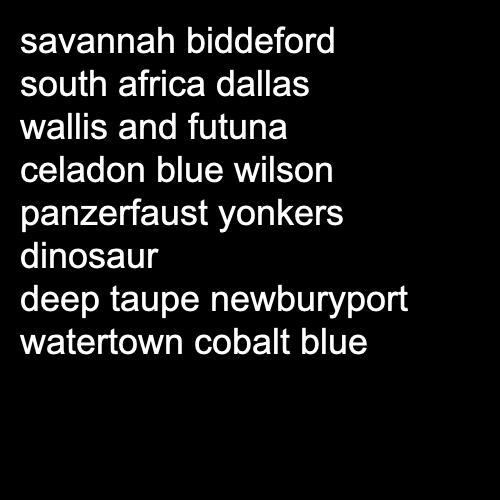 savannah biddeford
south africa dallas
wallis and futuna
celadon blue wilson
panzerfaust yonkers
dinosaur
deep taupe newburyport
watertown cobalt blue